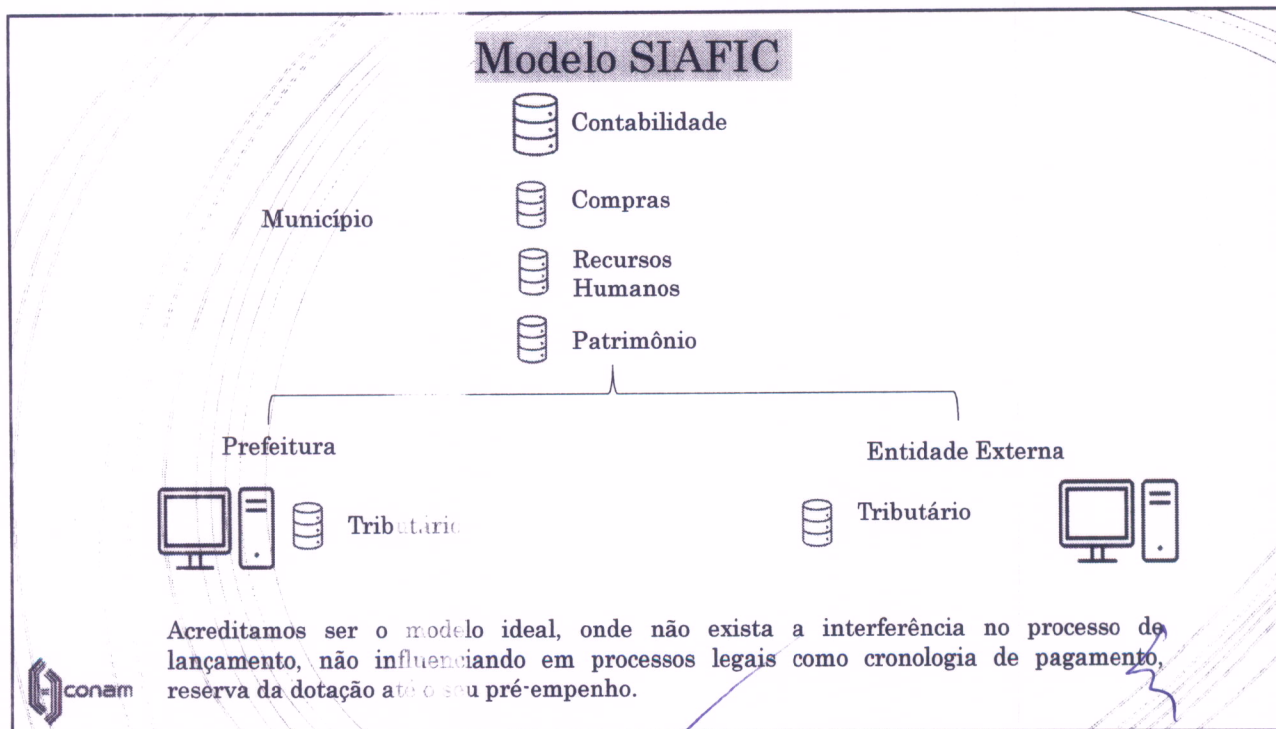 Modelo SIAFIC
Contabilidade
Compras
Município
Recursos
Humanos
Patrimônio
Prefeitura
Entidade Externa
Tributário
Tributário
Acreditamos ser o modelo ideal, onde não exista a interferência no processo de
lançamento, não influenciando em processos legais como cronologia de pagamento,
reserva da dotação até o seu pré-empenho.
conam